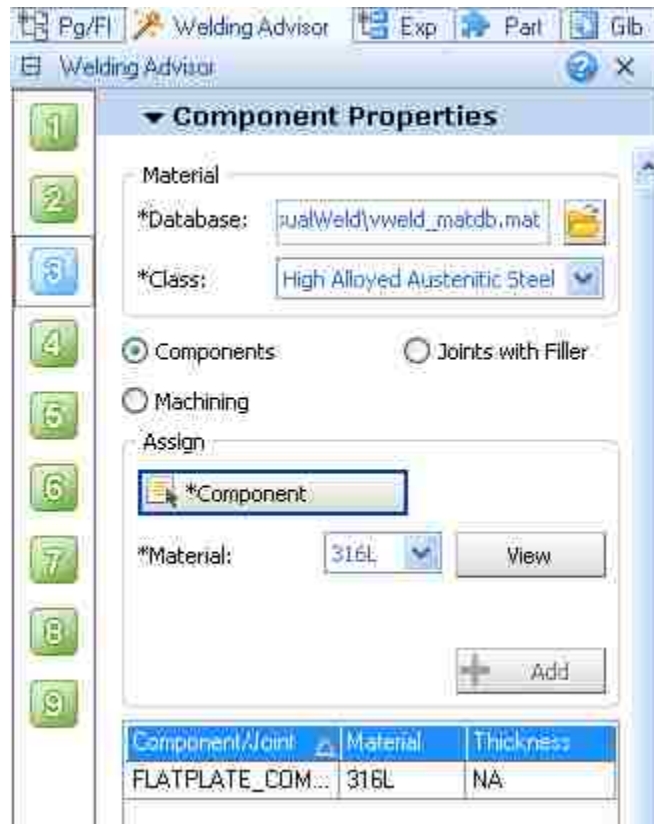 Pg/Fl Welding Advisor Exp Part Glb
Welding Advisor
1
Component Properties
Material
2
*Database: sualWeld\vweld_matdb.mat
3
*Class: High Alloyed Austenitic Steel
4
Components Joints with Filler
Machining
5
Assign
6
*Component
7
*Material: 316L View
8
Add
9
Component/Joint Material Thickness
FLATPLATE_COM... 316L NA